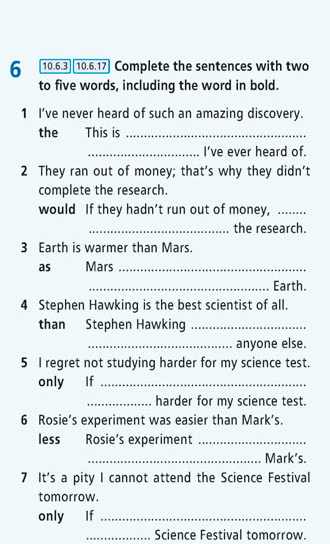 6 10.6.3 10.6.17 Complete the sentences with two
to five words, including the word in bold.
1 I've never heard of such an amazing discovery.
the This is ................................................
.............................. I've ever heard of.
2 They ran out of money; that's why they didn't
complete the research.
would If they hadn't run out of money, ........
..................................... the research.
3 Earth is warmer than Mars.
as Mars ..................................................
................................................ Earth.
4 Stephen Hawking is the best scientist of all.
than Stephen Hawking ...............................
...................................... anyone else.
5 I regret not studying harder for my science test.
only If .......................................................
................. harder for my science test.
6 Rosie's experiment was easier than Mark's.
less Rosie's experiment .............................
.............................................. Mark's.
7 It's a pity I cannot attend the Science Festival
tomorrow.
only If .......................................................
................. Science Festival tomorrow.